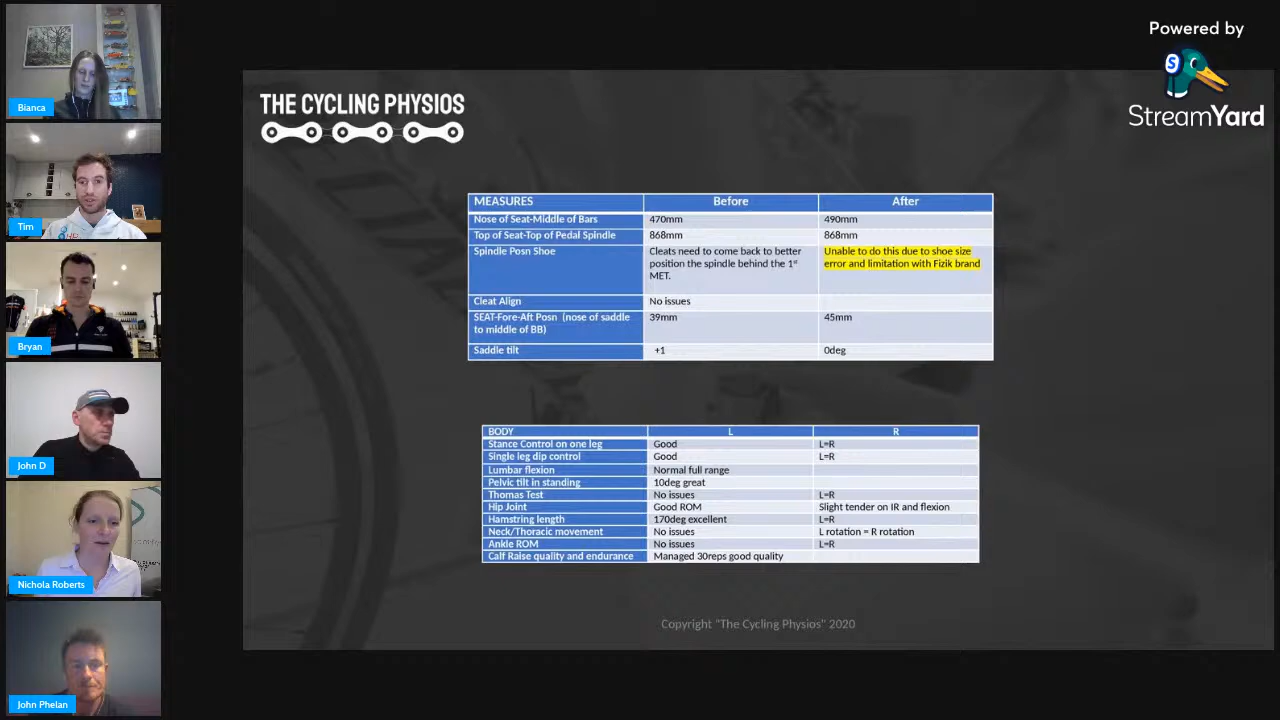 Powered by
StreamYard
Bianca
Tim
Bryan
John D
Nichola Roberts
John Phelan
THE CYCLING PHYSIOS
MEASURES Before After
Nose of Seat-Middle of Bars 470mm 490mm
Top of Seat-Top of Pedal Spindle 868mm 868mm
Spindle Posn Shoe Cleats need to come back to better Unable to do this due to shoe size
position the spindle behind the 1st error and limitation with Fizik brand
MET.
Cleat Align No issues
SEAT-Fore-Aft Posn (nose of saddle 39mm 45mm
to middle of BB)
Saddle tilt +1 0deg
BODY L R
Stance Control on one leg Good L=R
Single leg dip control Good L=R
Lumbar flexion Normal full range
Pelvic tilt in standing 10deg great
Thomas Test No issues L=R
Hip Joint Good ROM Slight tender on IR and flexion
Hamstring length 170deg excellent L=R
Neck/Thoracic movement No issues L rotation = R rotation
Ankle ROM No issues L=R
Calf Raise quality and endurance Managed 30reps good quality
Copyright "The Cycling Physios" 2020